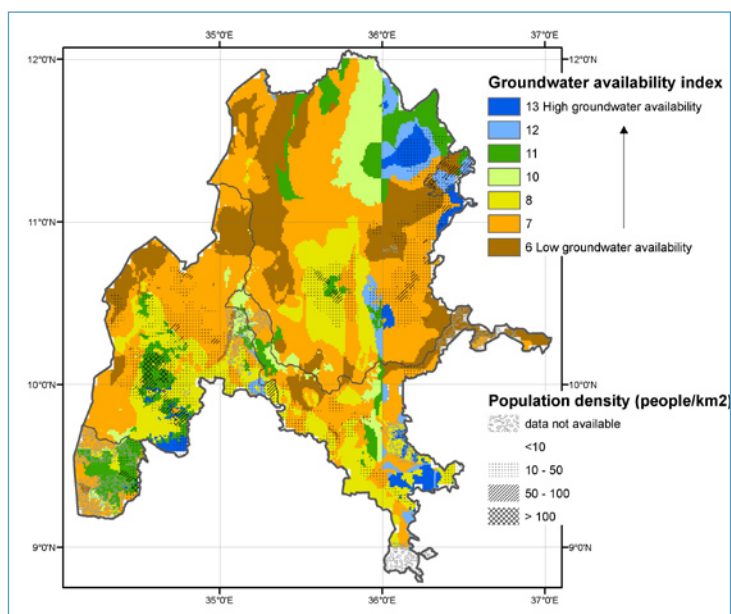 35°0'E 36°0'E 37°0'E
12°0'N 12°0'N
Groundwater availability index
13 High groundwater availability
12
11
10
8
7
6 Low groundwater availability
11°0'N
10°0'N 10°0'N
Population density (people/km2)
data not available
<10
10 - 50
50 - 100
> 100
9°0'N 9°0'N
35°0'E 36°0'E 37°0'E